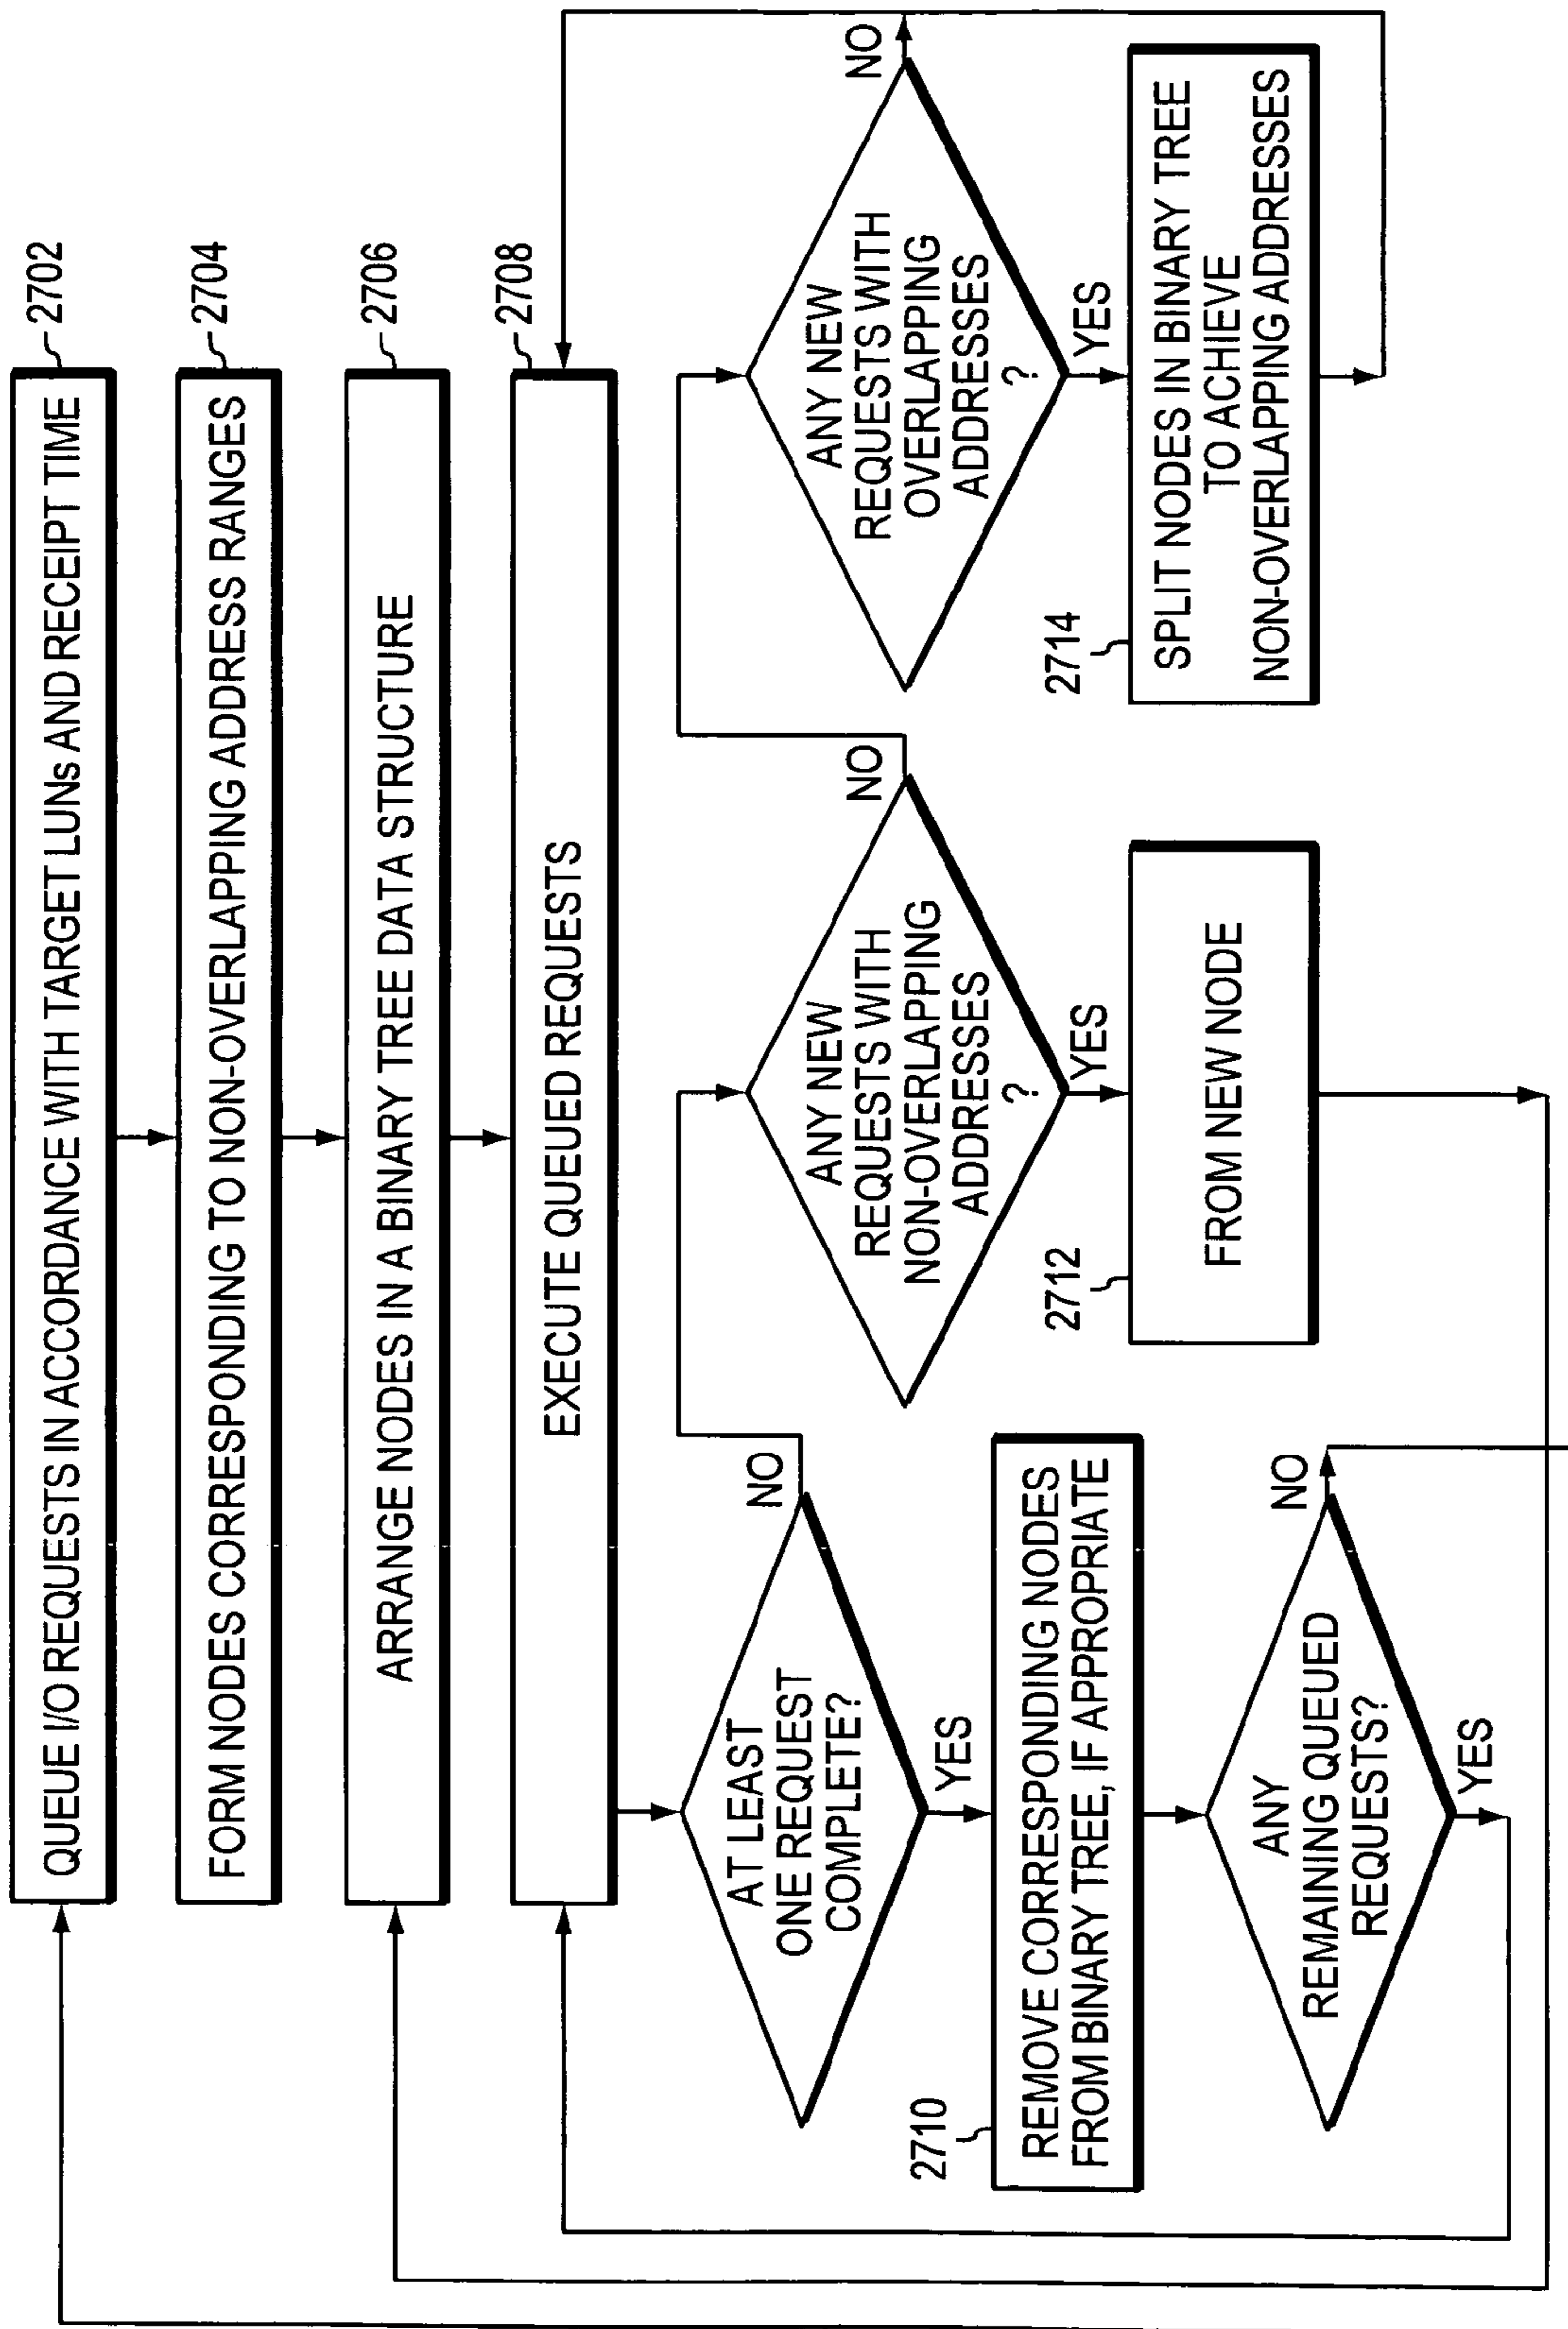 QUEUE I/O REQUESTS IN ACCORDANCE WITH TARGET LUNs AND RECEIPT TIME
2702
FORM NODES CORRESPONDING TO NON-OVERLAPPING ADDRESS RANGES
2704
ARRANGE NODES IN A BINARY TREE DATA STRUCTURE
2706
EXECUTE QUEUED REQUESTS
2708
AT LEAST
ONE REQUEST
COMPLETE?
NO
YES
2710
REMOVE CORRESPONDING NODES
FROM BINARY TREE, IF APPROPRIATE
ANY
REMAINING QUEUED
REQUESTS?
NO
YES
ANY NEW
REQUESTS WITH
NON-OVERLAPPING
ADDRESSES
?
NO
YES
2712
FROM NEW NODE
ANY NEW
REQUESTS WITH
OVERLAPPING
ADDRESSES
?
NO
YES
2714
SPLIT NODES IN BINARY TREE
TO ACHIEVE
NON-OVERLAPPING ADDRESSES